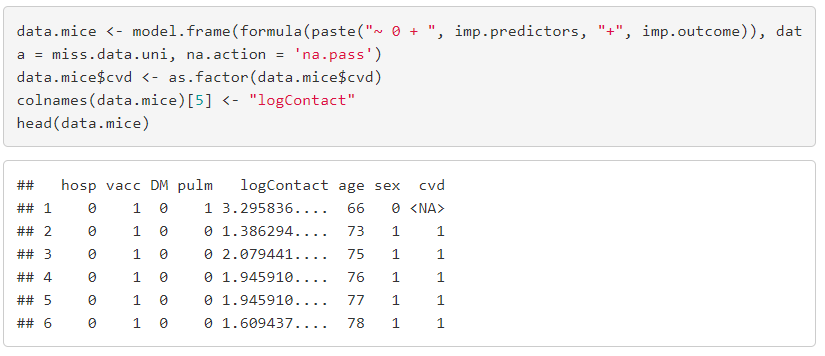 data.mice <- model.frame(formula(paste("~ 0 + ", imp.predictors, "+", imp.outcome)), dat
a = miss.data.uni, na.action = 'na.pass')
data.mice$cvd <- as.factor(data.mice$cvd)
colnames(data.mice)[5] <- "logContact"
head(data.mice)
##   hosp vacc DM pulm   logContact age sex  cvd
## 1    0    1  0    1 3.295836....  66   0 <NA>
## 2    0    1  0    0 1.386294....  73   1    1
## 3    0    1  0    0 2.079441....  75   1    1
## 4    0    1  0    0 1.945910....  76   1    1
## 5    0    1  0    0 1.945910....  77   1    1
## 6    0    1  0    0 1.609437....  78   1    1